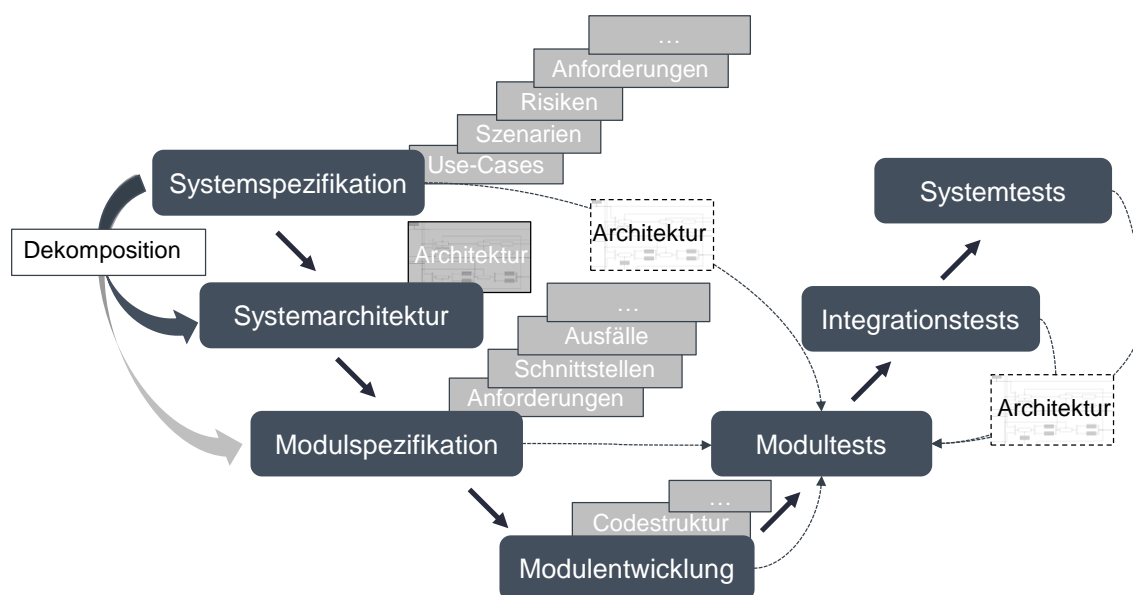 …
Anforderungen
Risiken
Szenarien
Use-Cases
Systemspezifikation
Systemtests
Architektur
Dekomposition
Architektur
Systemarchitektur
Integrationstests
…
Ausfälle
Schnittstellen
Anforderungen
Architektur
Modulspezifikation
Modultests
…
Codestruktur
Modulentwicklung